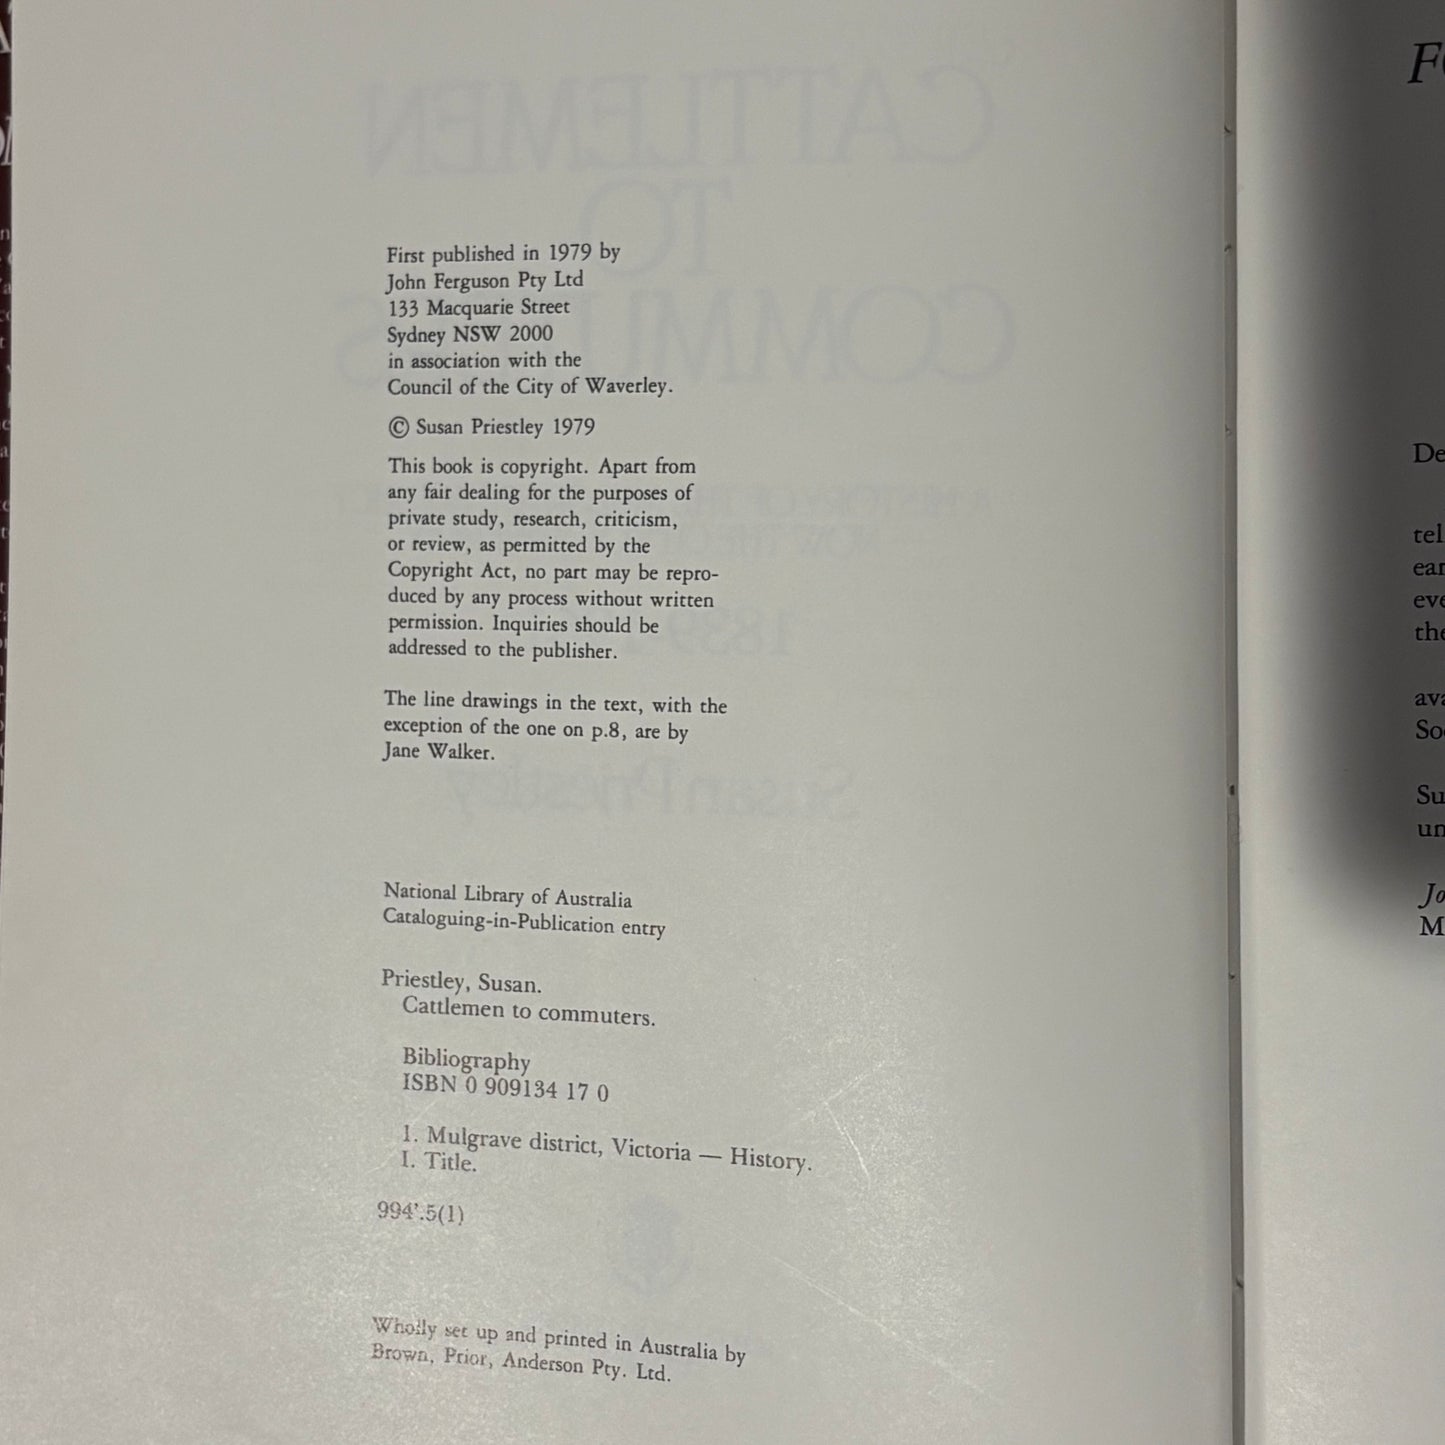 First published in 1979 by
John Ferguson Pty Ltd
133 Macquarie Street
Sydney NSW 2000
in association with the
Council of the City of Waverley.
© Susan Priestley 1979
This book is copyright. Apart from
any fair dealing for the purposes of
private study, research, criticism,
or review, as permitted by the
Copyright Act, no part may be repro-
duced by any process without written
permission. Inquiries should be
addressed to the publisher.
The line drawings in the text, with the
exception of the one on p.8, are by
Jane Walker.
National Library of Australia
Cataloguing-in-Publication entry
Priestley, Susan.
Cattlemen to commuters.
Bibliography
ISBN 0 909134 17 0
1. Mulgrave district, Victoria — History.
I. Title.
994'.5(1)
Wholly set up and printed in Australia by
Brown, Prior, Anderson Pty. Ltd.